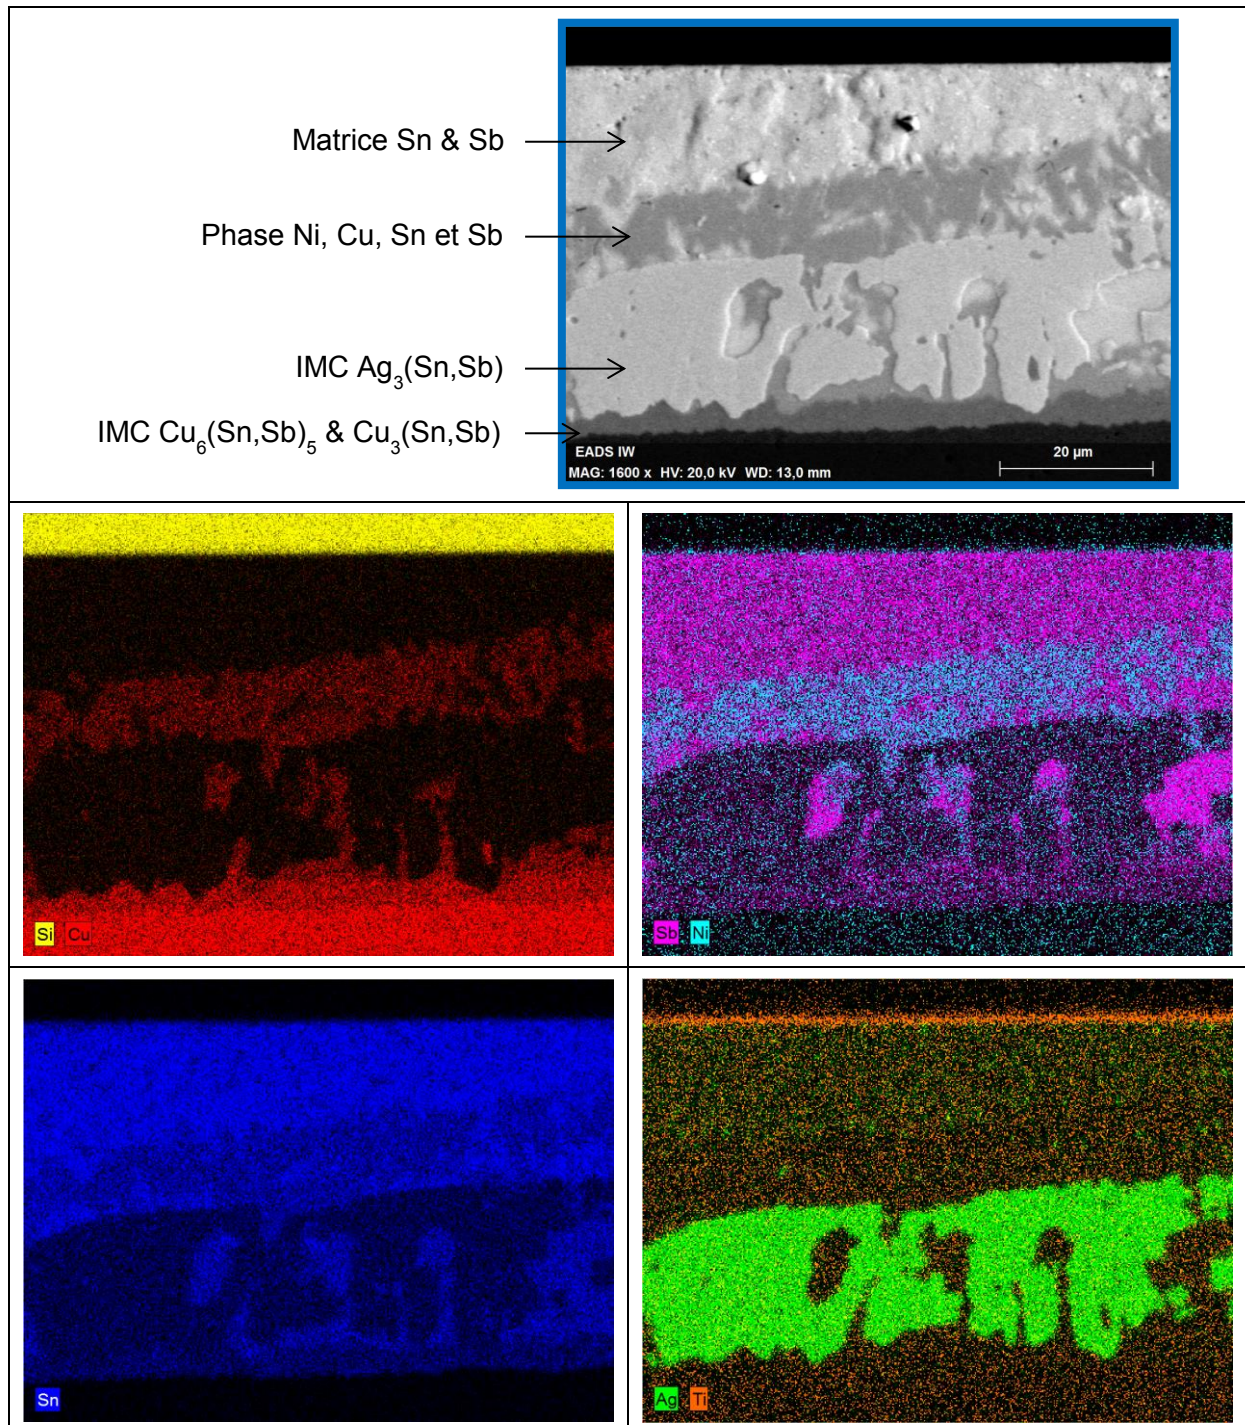 Matrice Sn & Sb
Phase Ni, Cu, Sn et Sb
IMC Ag₃(Sn,Sb)
IMC Cu₆(Sn,Sb)₅ & Cu₃(Sn,Sb)
EADS IW
MAG: 1600 x HV: 20,0 kV WD: 13,0 mm
20 µm
Si Cu
Sb Ni
Sn
Ag Ti